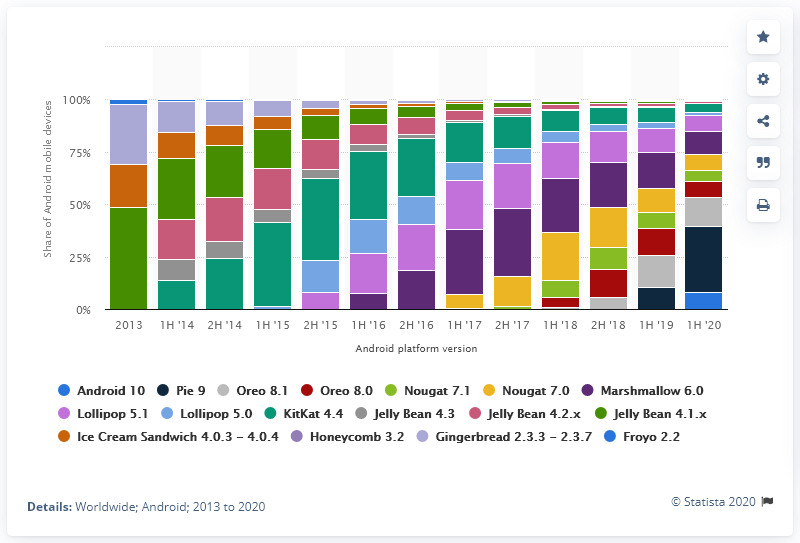 100%
75%
50%
25%
0%
Share of Android mobile devices
2013 1H '14 2H '14 1H '15 2H '15 1H '16 2H '16 1H '17 2H '17 1H '18 2H '18 1H '19 1H '20
Android platform version
Android 10 Pie 9 Oreo 8.1 Oreo 8.0 Nougat 7.1 Nougat 7.0 Marshmallow 6.0
Lollipop 5.1 Lollipop 5.0 KitKat 4.4 Jelly Bean 4.3 Jelly Bean 4.2.x Jelly Bean 4.1.x
Ice Cream Sandwich 4.0.3 – 4.0.4 Honeycomb 3.2 Gingerbread 2.3.3 – 2.3.7 Froyo 2.2
© Statista 2020
Details: Worldwide; Android; 2013 to 2020